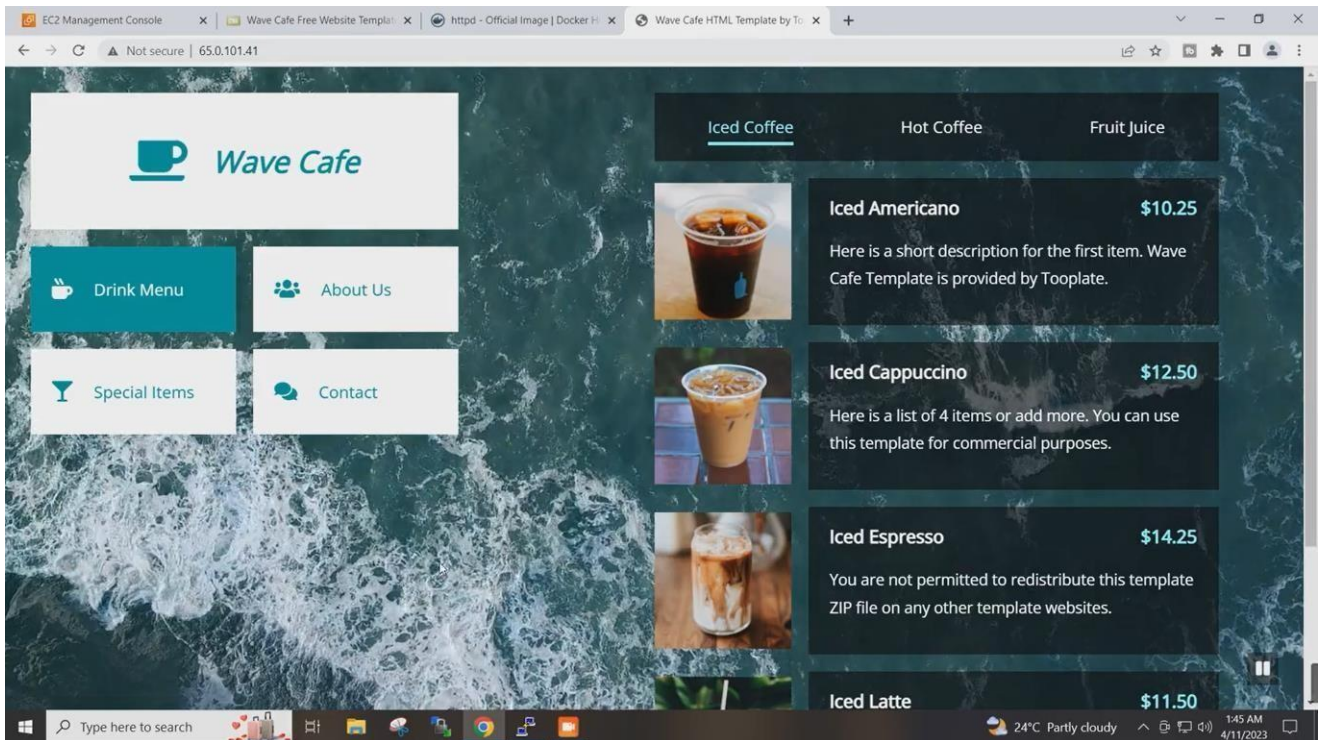 EC2 Management Console
Wave Cafe Free Website Templat
httpd - Official Image | Docker H
Wave Cafe HTML Template by To
Not secure | 65.0.101.41
Wave Cafe
Drink Menu
About Us
Special Items
Contact
Iced Coffee
Hot Coffee
Fruit Juice
Iced Americano
$10.25
Here is a short description for the first item. Wave
Cafe Template is provided by Tooplate.
Iced Cappuccino
$12.50
Here is a list of 4 items or add more. You can use
this template for commercial purposes.
Iced Espresso
$14.25
You are not permitted to redistribute this template
ZIP file on any other template websites.
Iced Latte
$11.50
Type here to search
24°C Partly cloudy
1:45 AM
4/11/2023